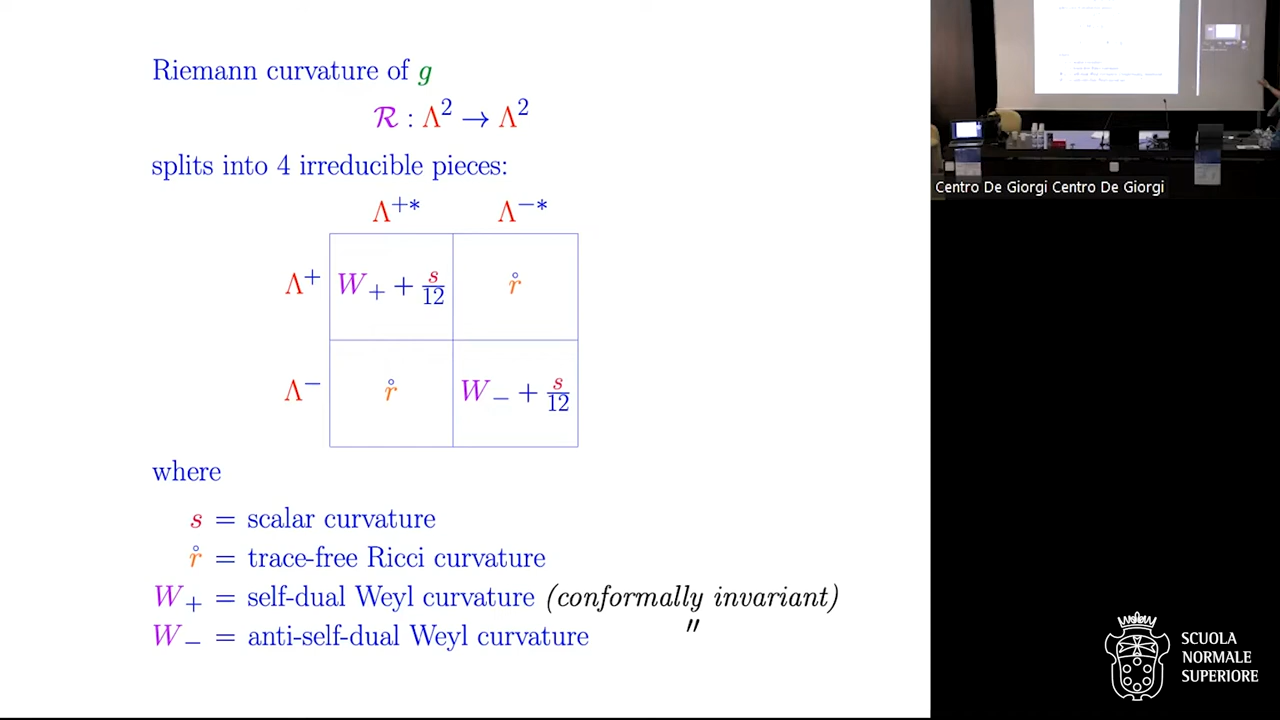 Riemann curvature of g
ℛ : Λ² → Λ²
splits into 4 irreducible pieces:
Λ⁺* Λ⁻*
Λ⁺ W₊ + s/12 r̊
Λ⁻ r̊ W₋ + s/12
where
s = scalar curvature
r̊ = trace-free Ricci curvature
W₊ = self-dual Weyl curvature (conformally invariant)
W₋ = anti-self-dual Weyl curvature "
Centro De Giorgi Centro De Giorgi
SCUOLA
NORMALE
SUPERIORE